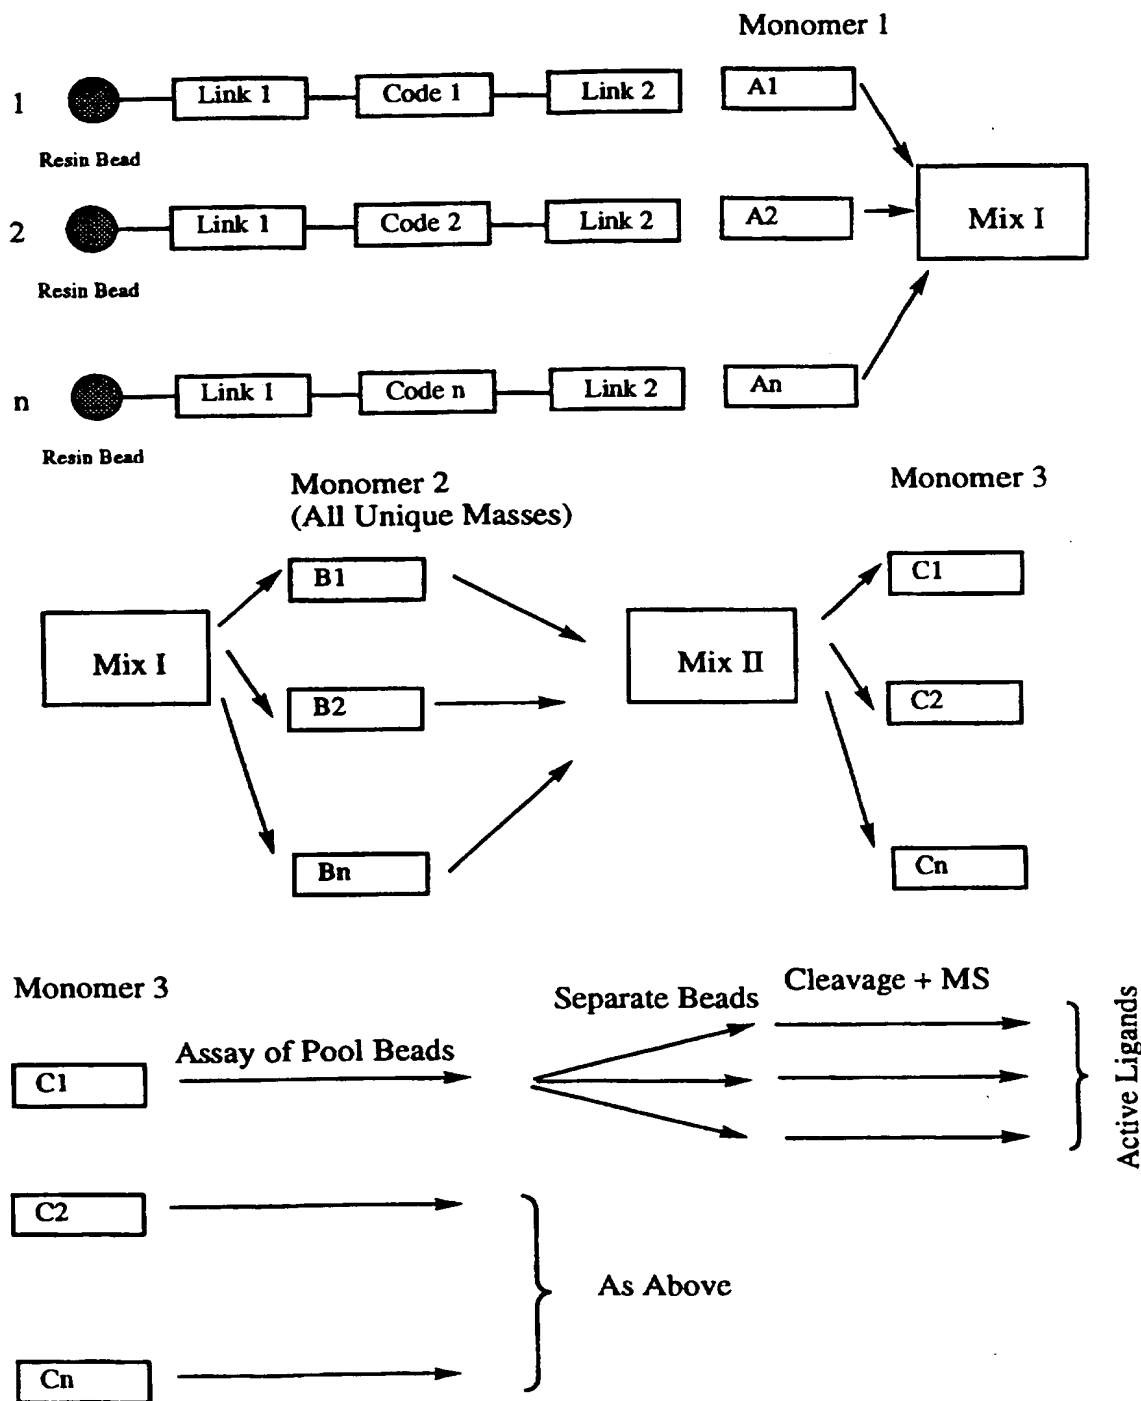 Monomer 1
1 Link 1 Code 1 Link 2 A1
Resin Bead
2 Link 1 Code 2 Link 2 A2 Mix I
Resin Bead
n Link 1 Code n Link 2 An
Resin Bead
Monomer 2
(All Unique Masses)
Monomer 3
B1 C1
Mix I Mix II
B2 C2
Bn Cn
Monomer 3
Separate Beads
Cleavage + MS
Assay of Pool Beads
C1
Active Ligands
C2
As Above
Cn